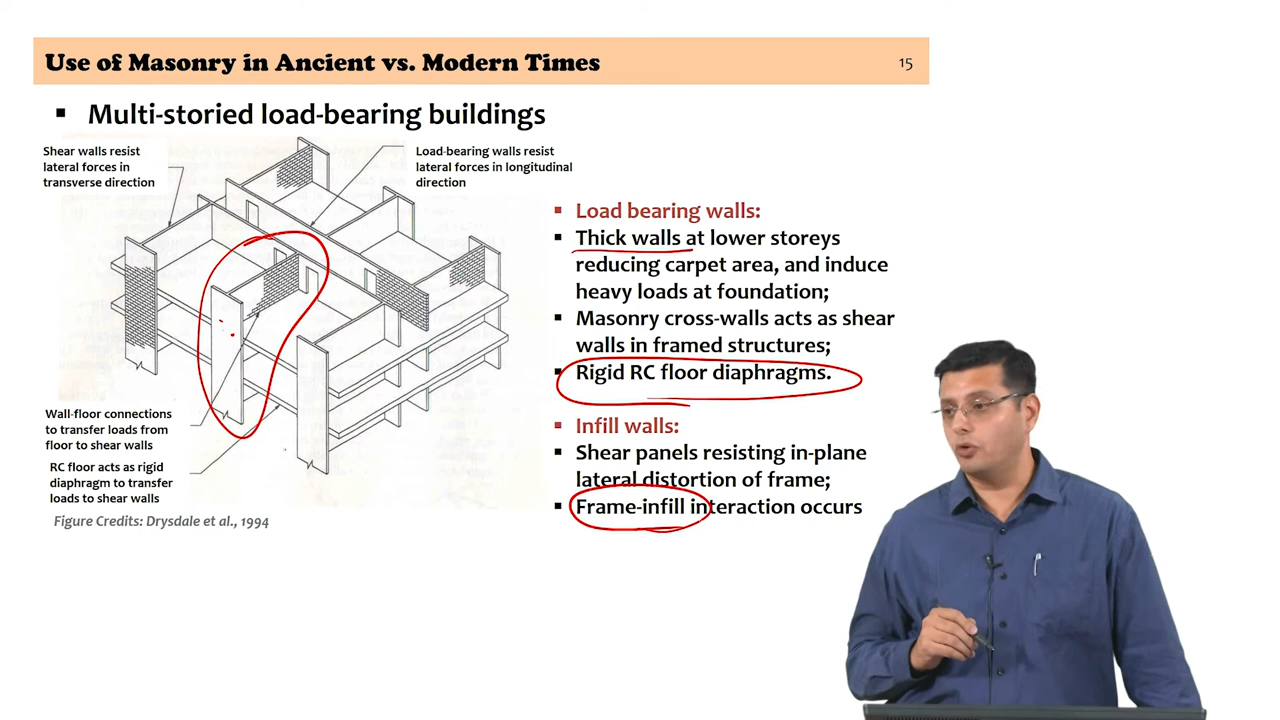 Use of Masonry in Ancient vs. Modern Times
15
▪ Multi-storied load-bearing buildings
Shear walls resist
lateral forces in
transverse direction
Load-bearing walls resist
lateral forces in longitudinal
direction
Wall-floor connections
to transfer loads from
floor to shear walls
RC floor acts as rigid
diaphragm to transfer
loads to shear walls
Figure Credits: Drysdale et al., 1994
▪ Load bearing walls:
▪ Thick walls at lower storeys
reducing carpet area, and induce
heavy loads at foundation;
▪ Masonry cross-walls acts as shear
walls in framed structures;
▪ Rigid RC floor diaphragms.
▪ Infill walls:
▪ Shear panels resisting in-plane
lateral distortion of frame;
▪ Frame-infill interaction occurs